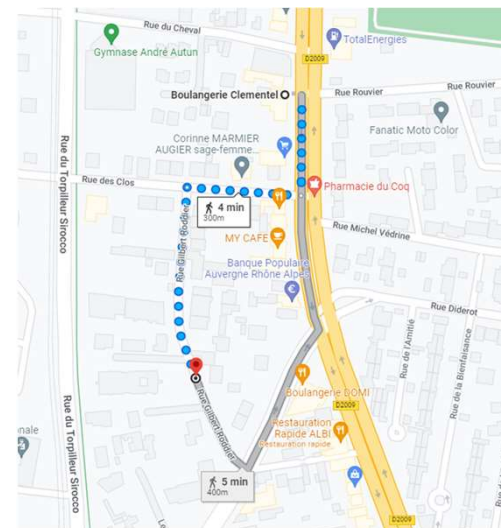 Rue du Cheval
Gymnase André Autun
TotalEnergies
D2009
Boulangerie Clementel
Rue Rouvier
Rue Rouvier
Fanatic Moto Color
Corinne MARMIER
AUGIER sage-femme...
Rue du Torpilleur Sirocco
Rue des Clos
Pharmacie du Coq
4 min
300m
MY CAFE
Rue Gilbert Roddier
Rue Michel Védrine
Banque Populaire
Auvergne Rhône Alpes
Rue Diderot
Rue de l'Amitié
Rue de la Bienfaisance
Boulangerie DOMI
D2009
Rue Gilbert Roddier
Restauration
Rapide ALBI
Restauration rapide
Rue du Torpilleur Sirocco
5 min
400m
D2009